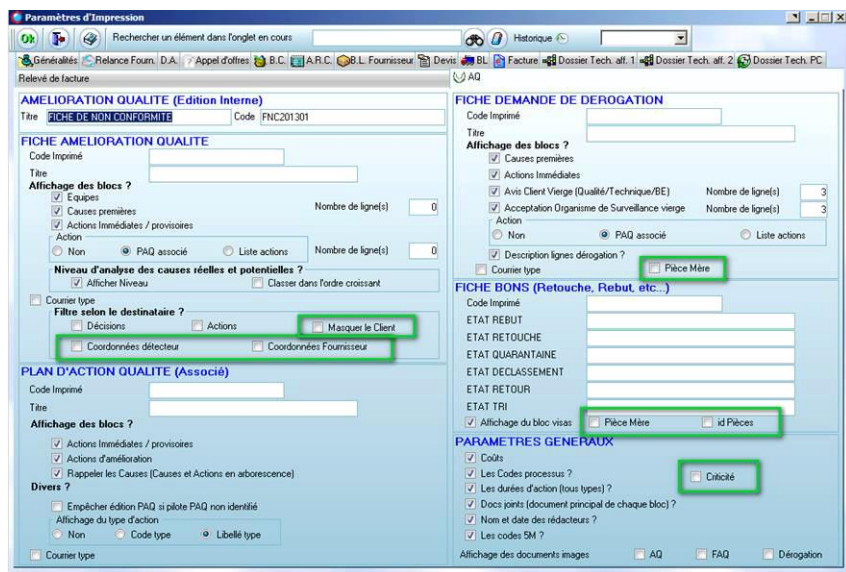 Paramètres d'Impression
Ok Rechercher un élément dans l'onglet en cours Historique
Généralités Relance Fourn. D.A. Appel d'offres B.C. A.R.C. B.L. Fournisseur Devis BL Facture Dossier Tech. aff. 1 Dossier Tech. aff. 2 Dossier Tech. PC
Relevé de facture AQ
AMELIORATION QUALITE (Edition Interne)
Titre FICHE DE NON CONFORMITE Code FNC201301
FICHE AMELIORATION QUALITE
Code Imprimé
Titre
Affichage des blocs ?
Equipes
Causes premières Nombre de ligne(s) 0
Actions Immédiates / provisoires
Action
Non PAQ associé Liste actions Nombre de ligne(s) 0
Niveau d'analyse des causes réelles et potentielles ?
Afficher Niveau Classer dans l'ordre croissant
Courrier type
Filtre selon le destinataire ?
Décisions Actions Masquer le Client
Coordonnées détecteur Coordonnées Fournisseur
PLAN D'ACTION QUALITE (Associé)
Code Imprimé
Titre
Affichage des blocs ?
Actions Immédiates / provisoires
Actions d'amélioration
Rappeler les Causes (Causes et Actions en arborescence)
Divers ?
Empêcher édition PAQ si pilote PAQ non identifié
Affichage du type d'action
Non Code type Libellé type
Courrier type
FICHE DEMANDE DE DEROGATION
Code Imprimé
Titre
Affichage des blocs ?
Causes premières
Actions Immédiates
Avis Client Vierge (Qualité/Technique/BE) Nombre de ligne(s) 3
Acceptation Organisme de Surveillance vierge Nombre de ligne(s) 3
Action
Non PAQ associé Liste actions
Description lignes dérogation ?
Courrier type Pièce Mère
FICHE BONS (Retouche, Rebut, etc...)
Code Imprimé
ETAT REBUT
ETAT RETOUCHE
ETAT QUARANTAINE
ETAT DECLASSEMENT
ETAT RETOUR
ETAT TRI
Affichage du bloc visas Pièce Mère id Pièces
PARAMETRES GENERAUX
Coûts
Les Codes processus ? Criticité
Les durées d'action (tous types) ?
Docs joints (document principal de chaque bloc) ?
Nom et date des rédacteurs ?
Les codes 5M ?
Affichage des documents images AQ FAQ Dérogation